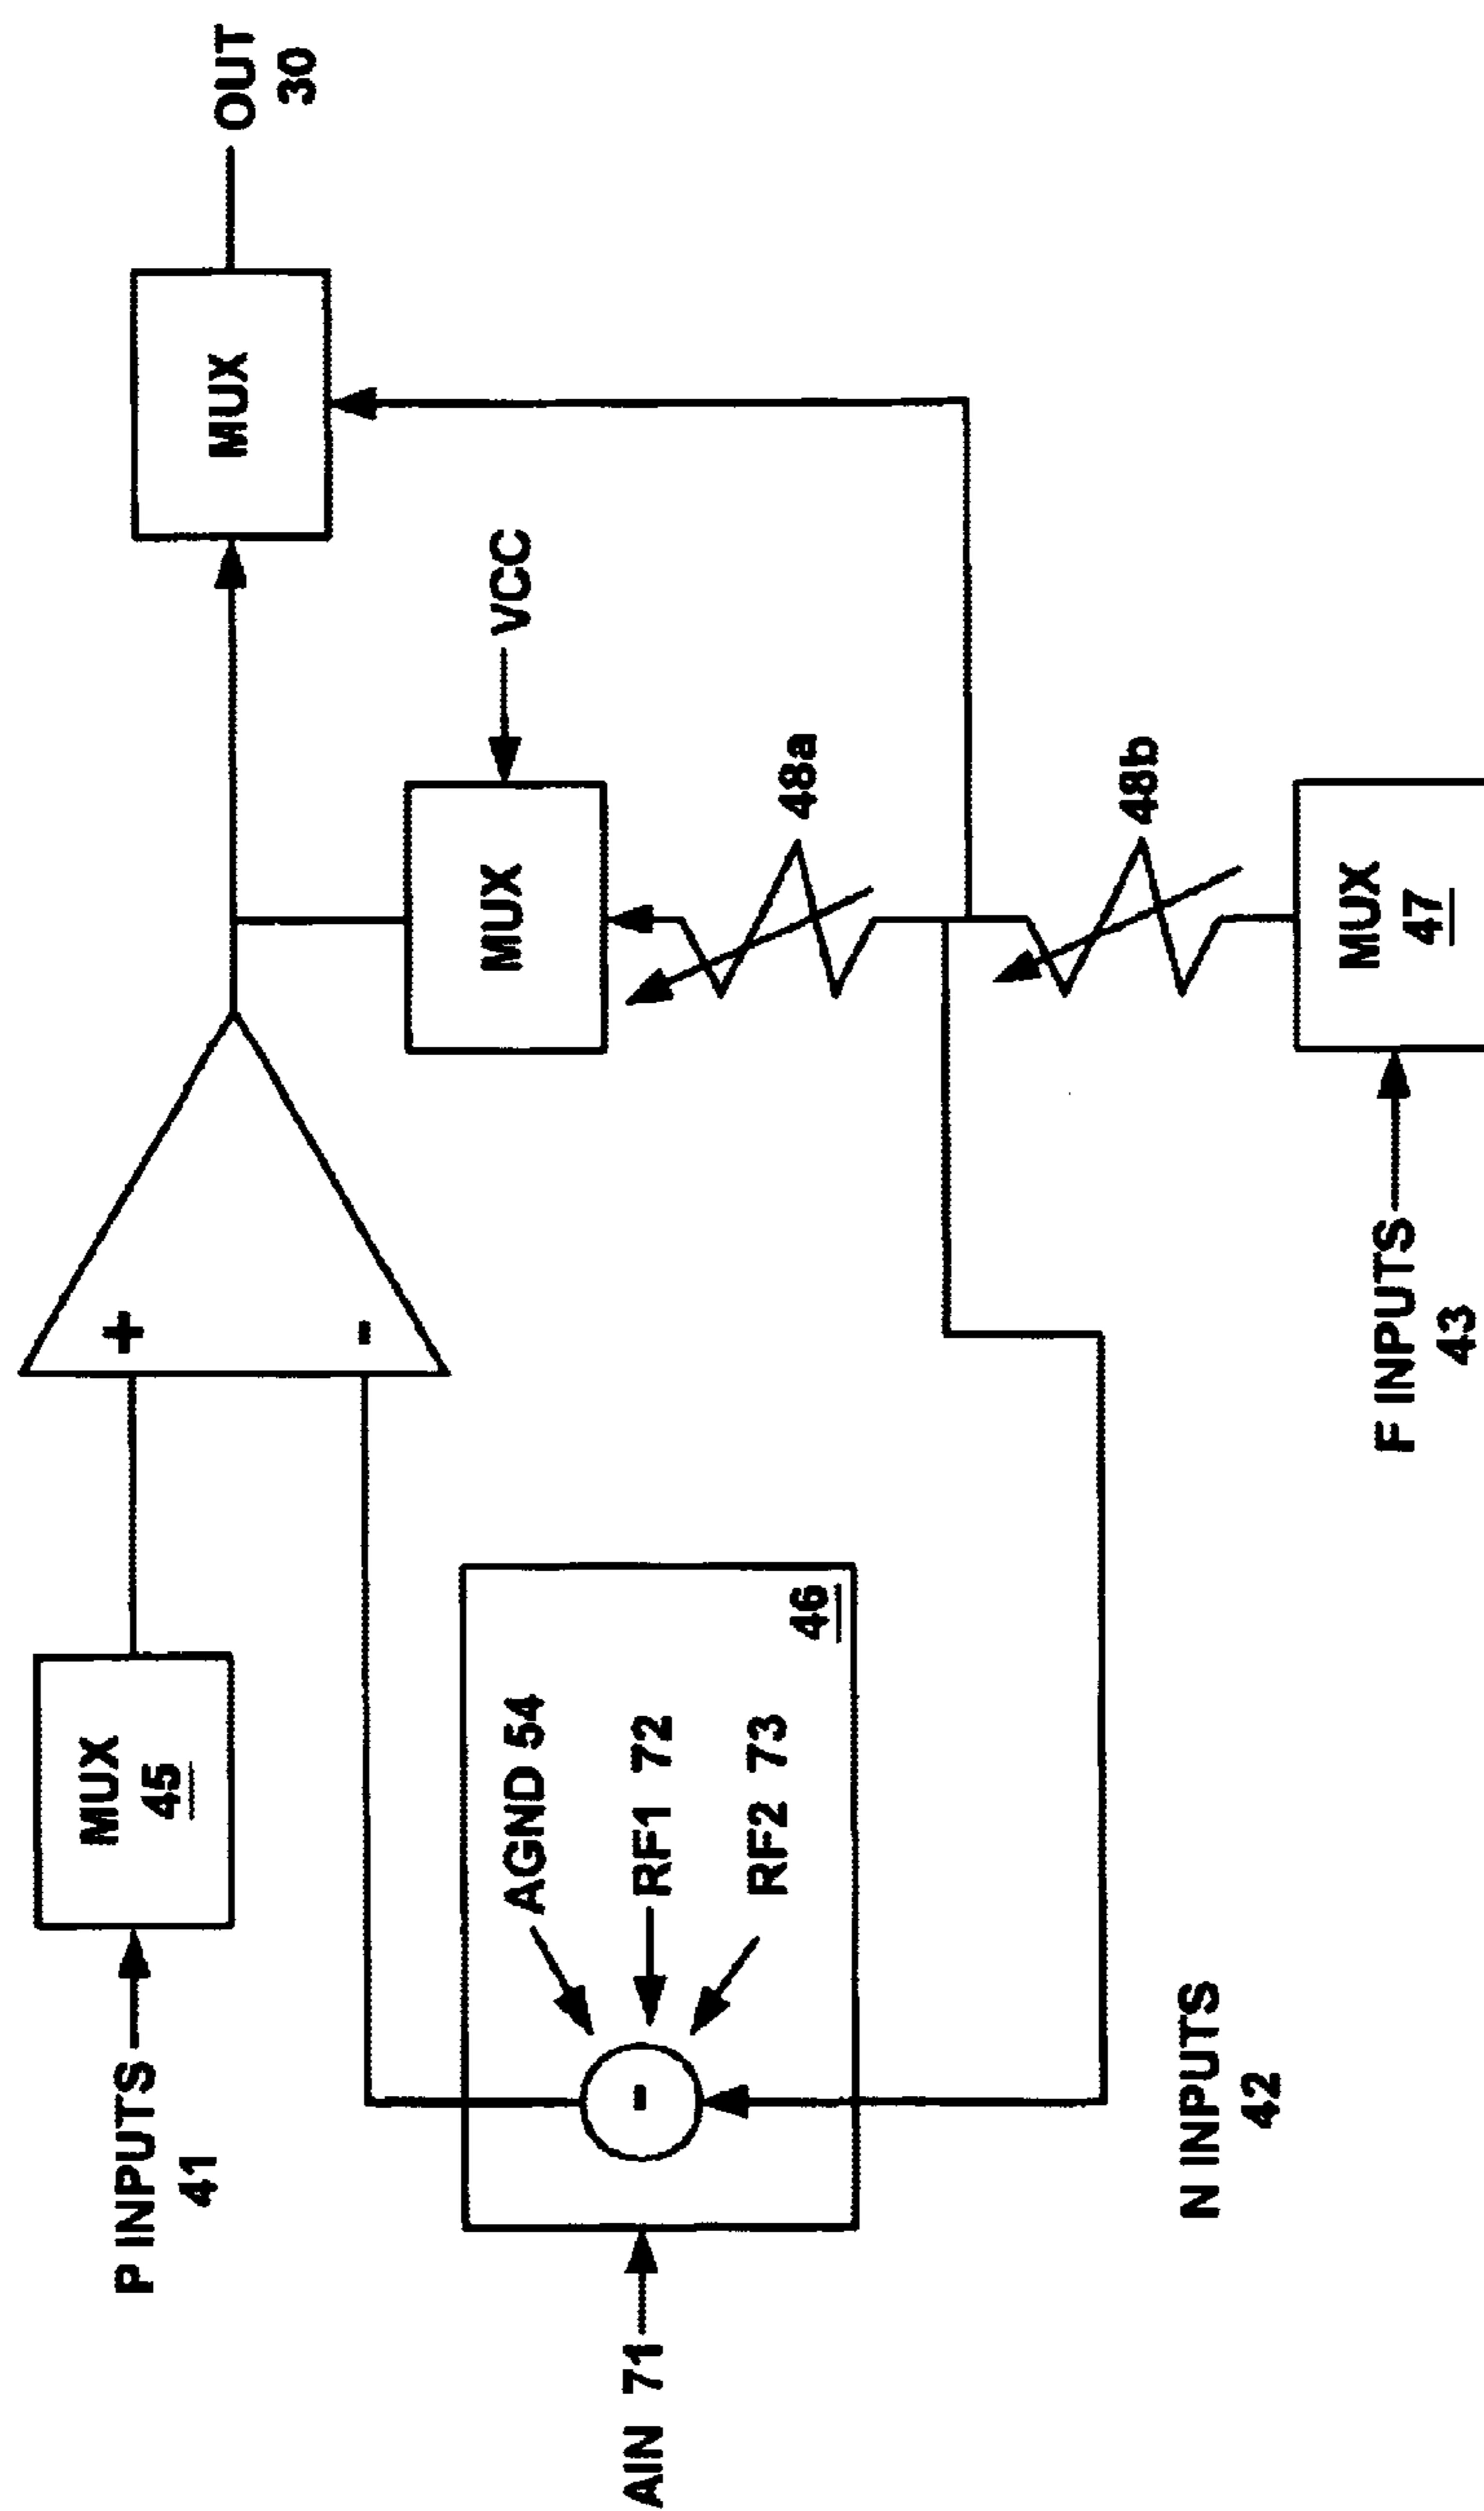 P INPUTS
41
MUX
45
+
-
MUX
OUT
30
VCC
MUX
AIN 71
AGND 54
RF1 72
RF2 73
-
46
48a
48b
N INPUTS
42
F INPUTS
43
MUX
47